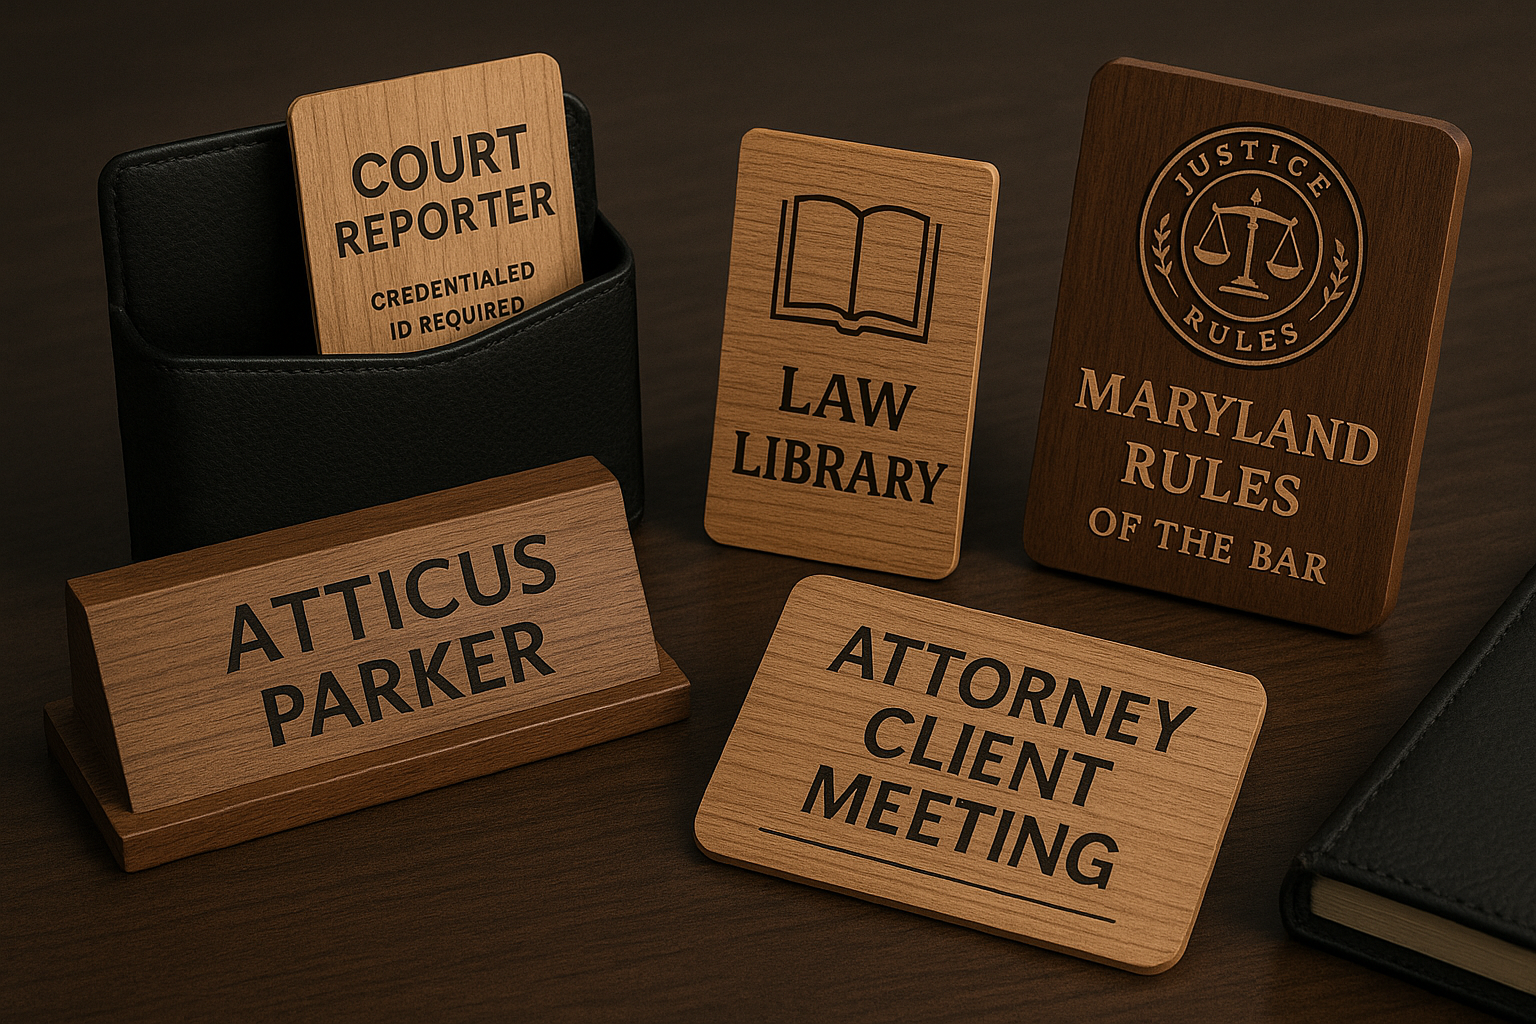 COURT
REPORTER
CREDENTIALED
ID REQUIRED
LAW
LIBRARY
JUSTICE
RULES
MARYLAND
RULES
OF THE BAR
ATTICUS
PARKER
ATTORNEY
CLIENT
MEETING